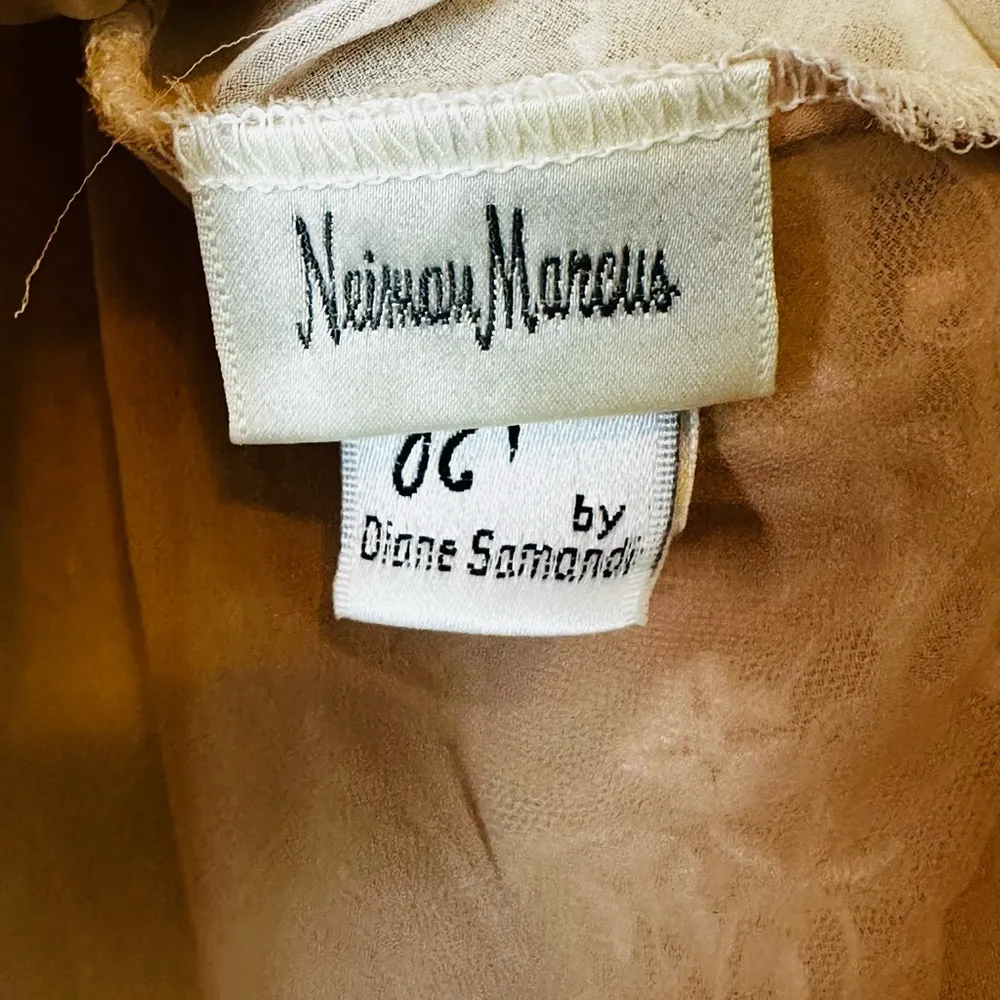 Neiman Marcus
by
Diane Samandi